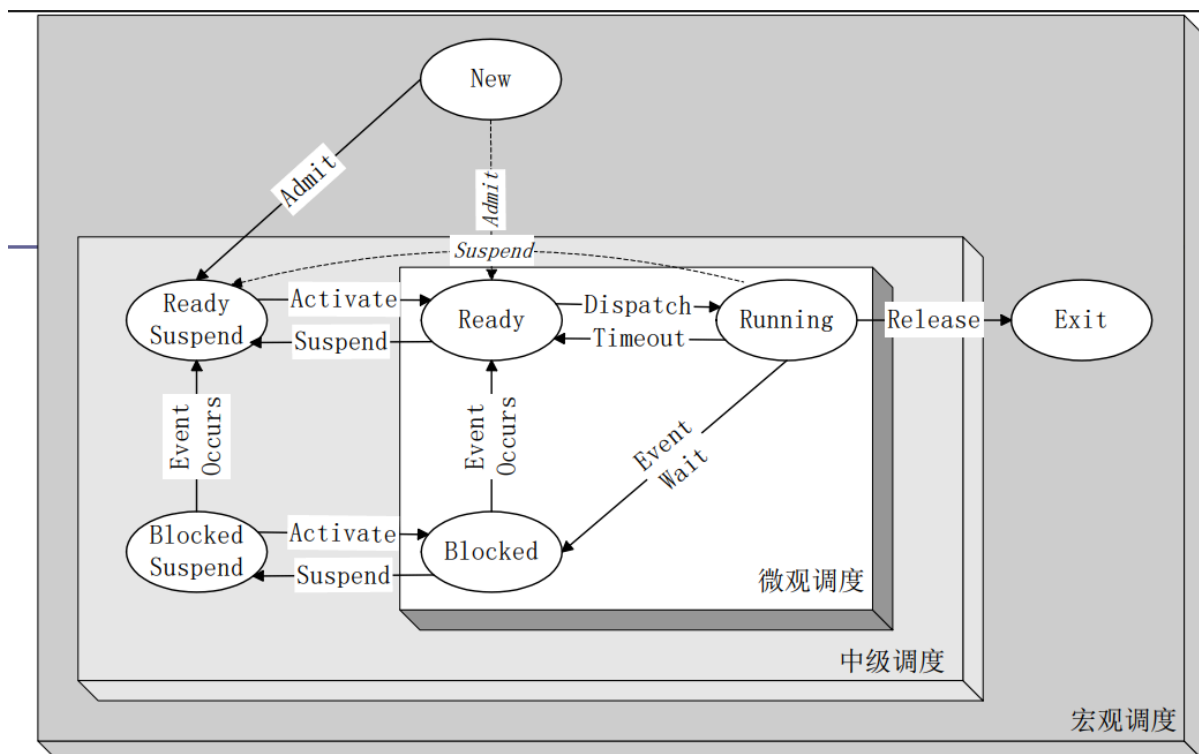 New
Admit
Admit
Suspend
Ready
Suspend
Activate
Suspend
Ready
Dispatch
Timeout
Running
Release
Exit
Event
Occurs
Event
Occurs
Event
Wait
Blocked
Suspend
Activate
Suspend
Blocked
微观调度
中级调度
宏观调度